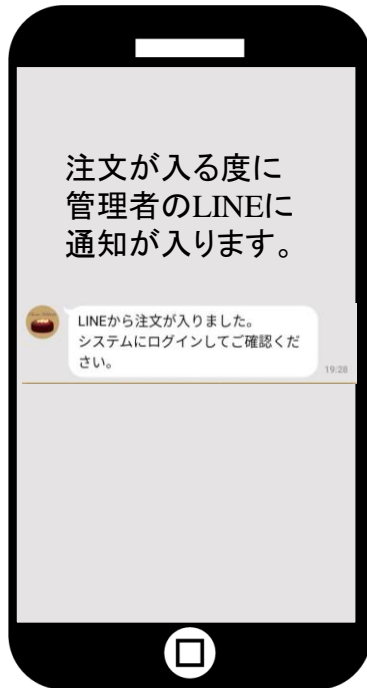 注文が入る度に
管理者のLINEに
通知が入ります。
LINEから注文が入りました。
システムにログインしてご確認くだ
さい。
19:28